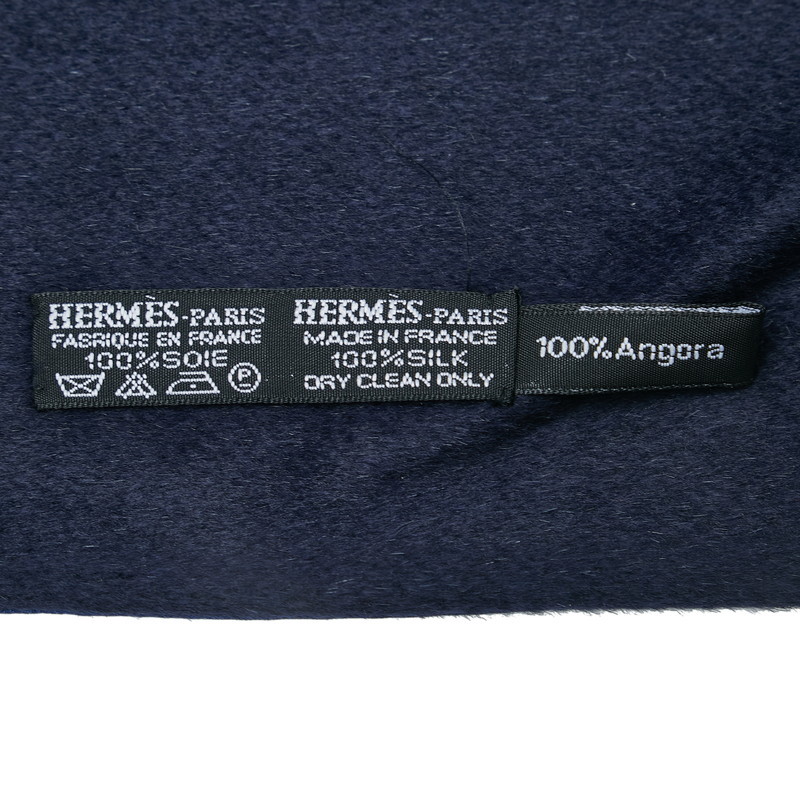 HERMÈS-PARIS
FABRIQUE EN FRANCE
100%SOIE
P
HERMÈS-PARIS
MADE IN FRANCE
100%SILK
DRY CLEAN ONLY
100%Angora